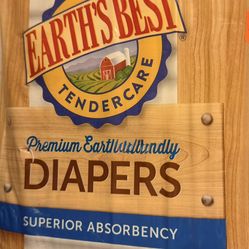 EARTH'S BEST
®
TENDERCARE
Premium
DIAPERS
SUPERIOR ABSORBENCY